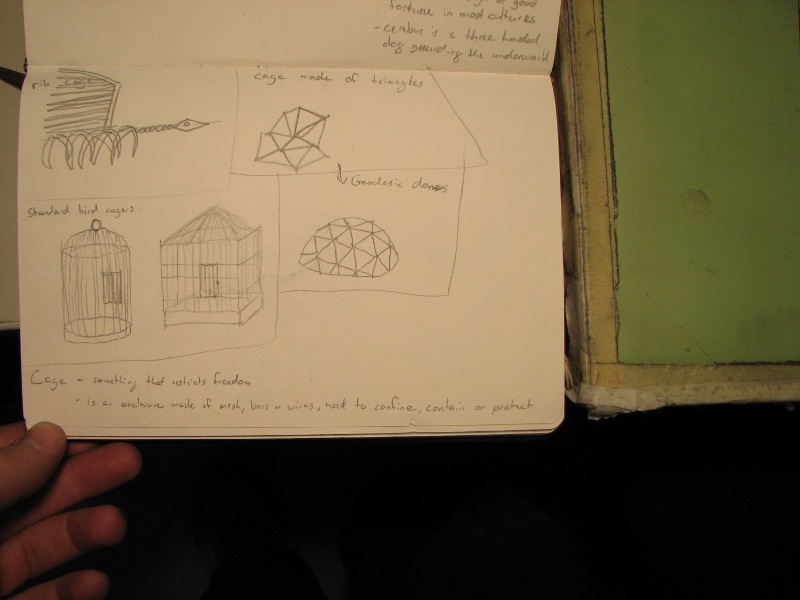 of good
fortune in most cultures
- cerebus is a three headed
dog guarding the underworld
rib cage
cage made of triangles
Geodesic domes
Standard bird cages:
Cage - something that restricts freedom
- is an enclosure made of mesh, bars or wires, used to confine, contain or protect